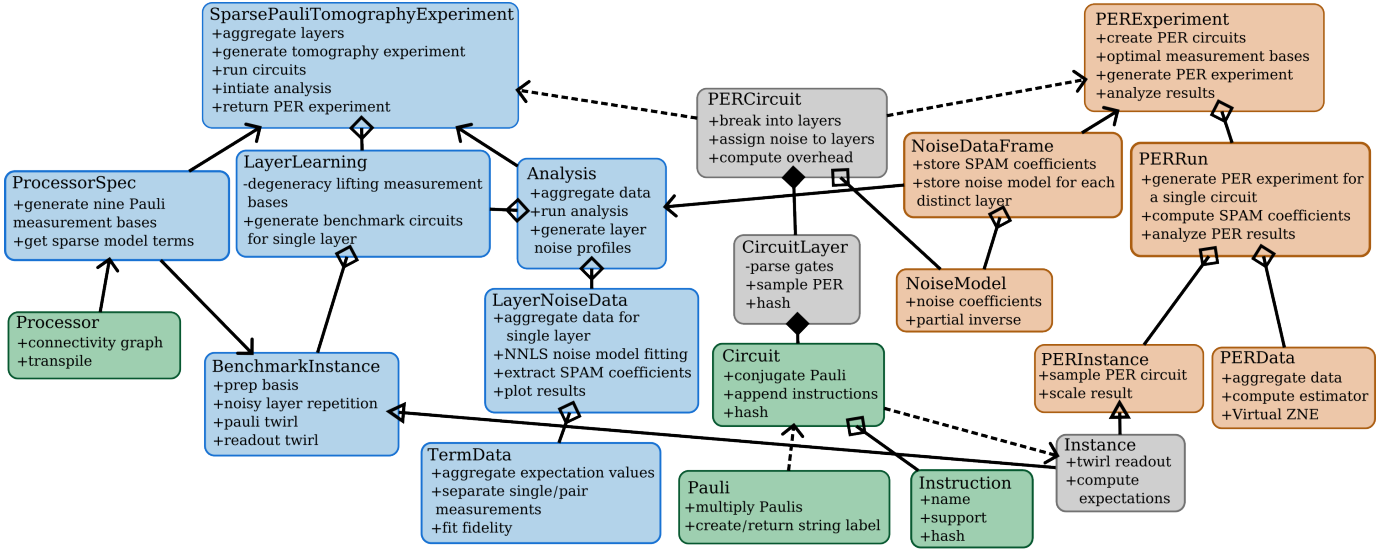 SparsePauliTomographyExperiment
+aggregate layers
+generate tomography experiment
+run circuits
+intiate analysis
+return PER experiment
PERExperiment
+create PER circuits
+optimal measurement bases
+generate PER experiment
+analyze results
PERCircuit
+break into layers
+assign noise to layers
+compute overhead
NoiseDataFrame
+store SPAM coefficients
+store noise model for each
distinct layer
PERRun
+generate PER experiment for
a single circuit
+compute SPAM coefficients
+analyze PER results
ProcessorSpec
+generate nine Pauli
measurement bases
+get sparse model terms
LayerLearning
-degeneracy lifting measurement
bases
+generate benchmark circuits
for single layer
Analysis
+aggregate data
+run analysis
+generate layer
noise profiles
CircuitLayer
-parse gates
+sample PER
+hash
NoiseModel
+noise coefficients
+partial inverse
LayerNoiseData
+aggregate data for
single layer
+NNLS noise model fitting
+extract SPAM coefficients
+plot results
Processor
+connectivity graph
+transpile
BenchmarkInstance
+prep basis
+noisy layer repetition
+pauli twirl
+readout twirl
Circuit
+conjugate Pauli
+append instructions
+hash
PERInstance
+sample PER circuit
+scale result
PERData
+aggregate data
+compute estimator
+Virtual ZNE
TermData
+aggregate expectation values
+separate single/pair
measurements
+fit fidelity
Pauli
+multiply Paulis
+create/return string label
Instruction
+name
+support
+hash
Instance
+twirl readout
+compute
expectations